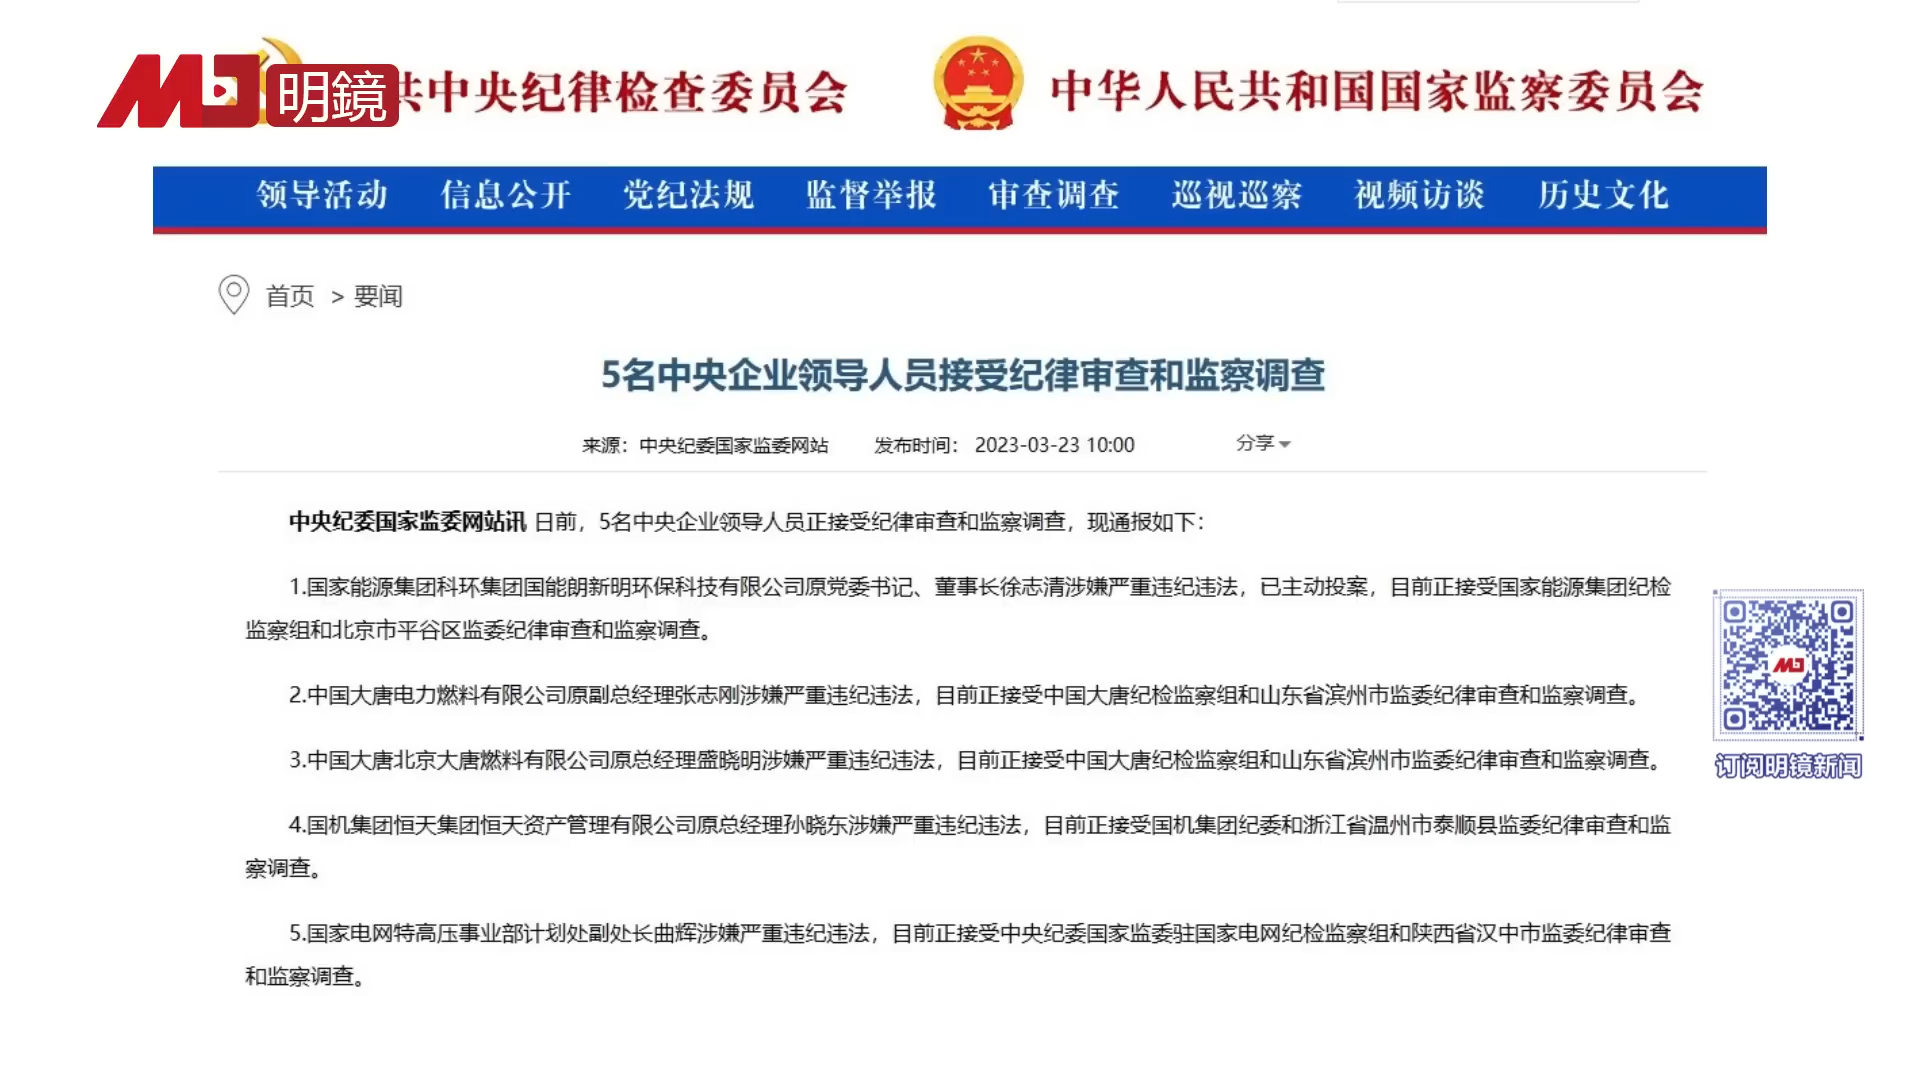 MJ 明鏡
共中央纪律检查委员会
中华人民共和国国家监察委员会
领导活动 信息公开 党纪法规 监督举报 审查调查 巡视巡察 视频访谈 历史文化
首页 > 要闻
5名中央企业领导人员接受纪律审查和监察调查
来源：中央纪委国家监委网站 发布时间： 2023-03-23 10:00 分享
中央纪委国家监委网站讯 日前，5名中央企业领导人员正接受纪律审查和监察调查，现通报如下：
1.国家能源集团科环集团国能朗新明环保科技有限公司原党委书记、董事长徐志清涉嫌严重违纪违法，已主动投案，目前正接受国家能源集团纪检
监察组和北京市平谷区监委纪律审查和监察调查。
2.中国大唐电力燃料有限公司原副总经理张志刚涉嫌严重违纪违法，目前正接受中国大唐纪检监察组和山东省滨州市监委纪律审查和监察调查。
3.中国大唐北京大唐燃料有限公司原总经理盛晓明涉嫌严重违纪违法，目前正接受中国大唐纪检监察组和山东省滨州市监委纪律审查和监察调查。
4.国机集团恒天集团恒天资产管理有限公司原总经理孙晓东涉嫌严重违纪违法，目前正接受国机集团纪委和浙江省温州市泰顺县监委纪律审查和监
察调查。
5.国家电网特高压事业部计划处副处长曲辉涉嫌严重违纪违法，目前正接受中央纪委国家监委驻国家电网纪检监察组和陕西省汉中市监委纪律审查
和监察调查。
MJ
订阅明镜新闻